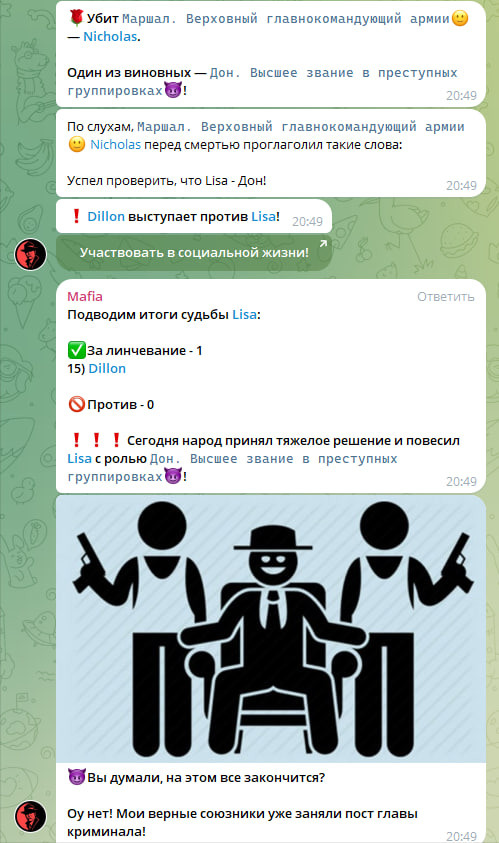 🌹Убит Маршал. Верховный главнокомандующий армии🙂
— Nicholas.
Один из виновных — Дон. Высшее звание в преступных
группировках😈!
20:49
По слухам, Маршал. Верховный главнокомандующий армии
🙂 Nicholas перед смертью проглаголил такие слова:
Успел проверить, что Lisa - Дон!
20:49
❗ Dillon выступает против Lisa! 20:49
Участвовать в социальной жизни!
Mafia Ответить
Подводим итоги судьбы Lisa:
✅За линчевание - 1
15) Dillon
🚫Против - 0
❗❗❗Сегодня народ принял тяжелое решение и повесил
Lisa с ролью Дон. Высшее звание в преступных
группировках😈!
20:49
😈Вы думали, на этом все закончится?
Оу нет! Мои верные союзники уже заняли пост главы
криминала!
20:49